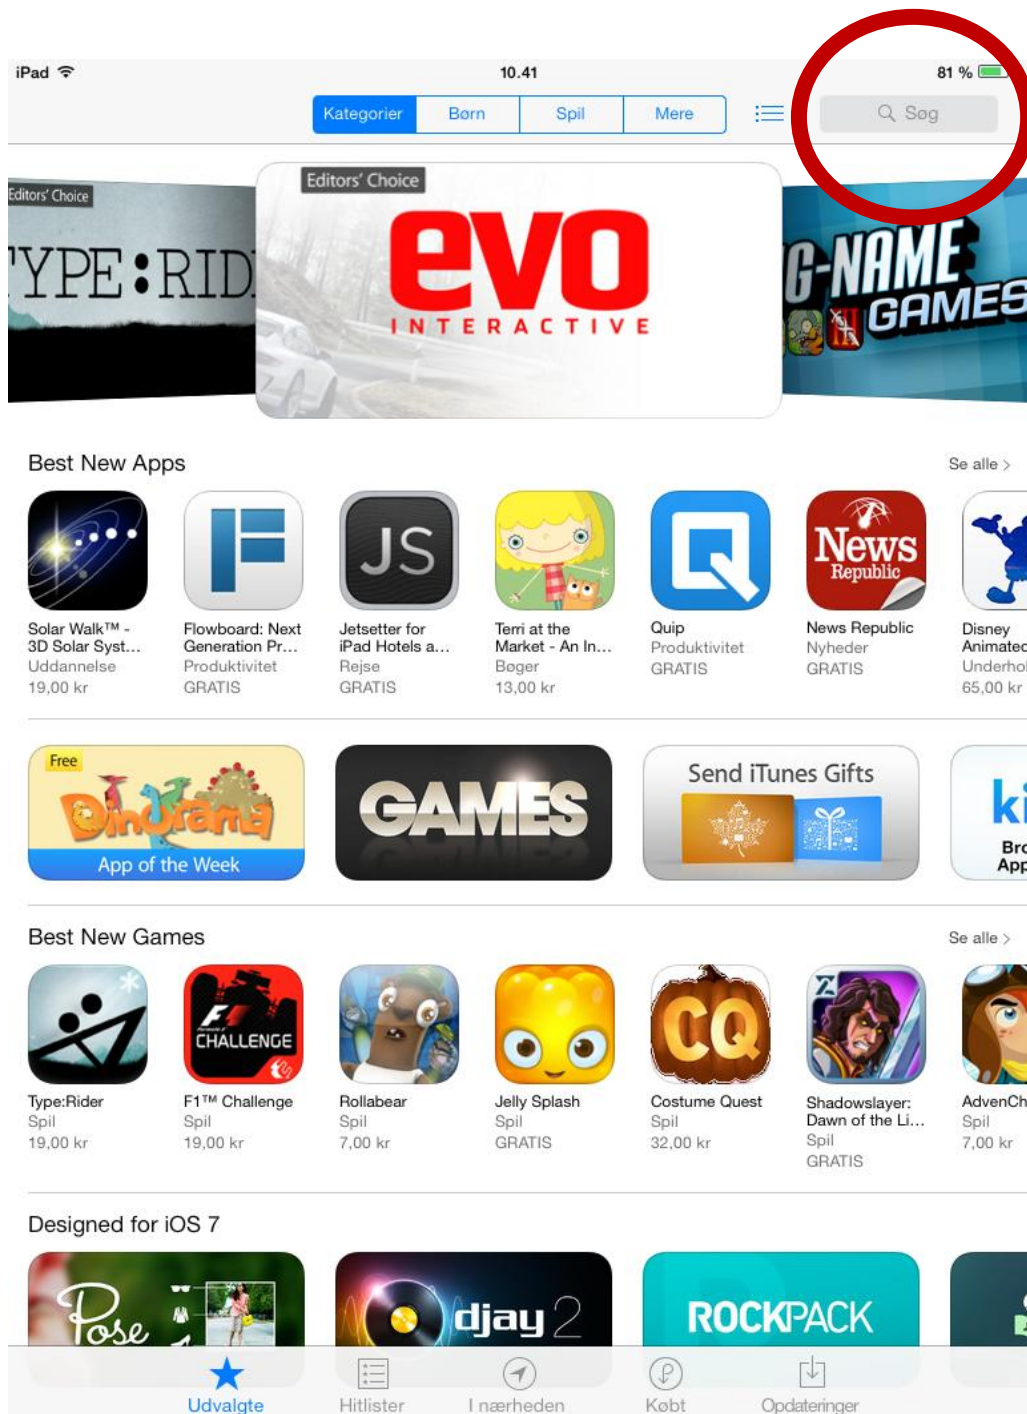 iPad
10.41
81 %
Kategorier
Børn
Spil
Mere
Søg
Editors' Choice
TYPE:RID
Editors' Choice
evo
INTERACTIVE
G-NAME
GAMES
Best New Apps
Se alle >
JS
Q
News
Republic
Solar Walk™ -
3D Solar Syst...
Uddannelse
19,00 kr
Flowboard: Next
Generation Pr...
Produktivitet
GRATIS
Jetsetter for
iPad Hotels a...
Rejse
GRATIS
Terri at the
Market - An In...
Bøger
13,00 kr
Quip
Produktivitet
GRATIS
News Republic
Nyheder
GRATIS
Disney
Animated
Underhol
65,00 kr
Free
Dinorama
App of the Week
GAMES
Send iTunes Gifts
ki
Bro
App
Best New Games
Se alle >
F1
Formula 1
CHALLENGE
CQ
Type:Rider
Spil
19,00 kr
F1™ Challenge
Spil
19,00 kr
Rollabear
Spil
7,00 kr
Jelly Splash
Spil
GRATIS
Costume Quest
Spil
32,00 kr
Shadowslayer:
Dawn of the Li...
Spil
GRATIS
AdvenCh
Spil
7,00 kr
Designed for iOS 7
Pose
djay 2
ROCKPACK
Udvalgte
Hitlister
I nærheden
Købt
Opdateringer